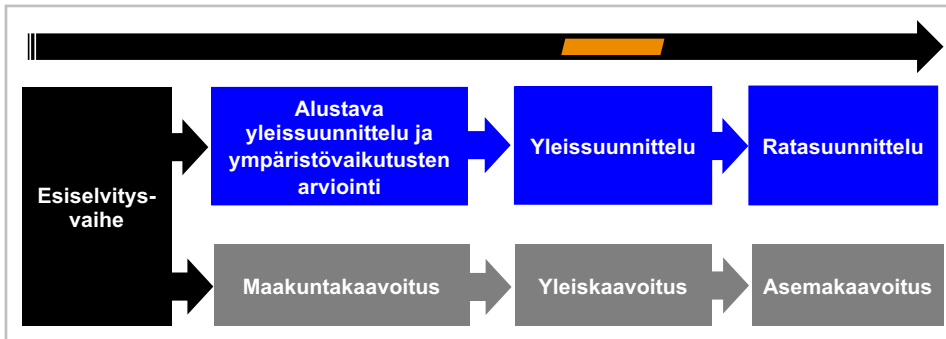 Esiselvitys-
vaihe
Alustava
yleissuunnittelu ja
ympäristövaikutusten
arviointi
Yleissuunnittelu
Ratasuunnittelu
Maakuntakaavoitus
Yleiskaavoitus
Asemakaavoitus